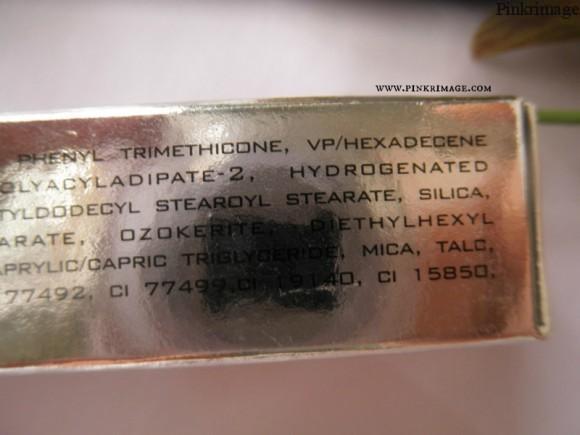 Pinkrimage
www.pinkrimage.com
PHENYL TRIMETHICONE, VP/HEXADECENE
OLYACYLADIPATE-2, HYDROGENATED
TYLDODECYL STEAROYL STEARATE, SILICA,
ARATE, OZOKERITE, DIETHYLHEXYL
APRYLIC/CAPRIC TRIGLYCERIDE, MICA, TALC,
77492, CI 77499,CI 19140, CI 15850,